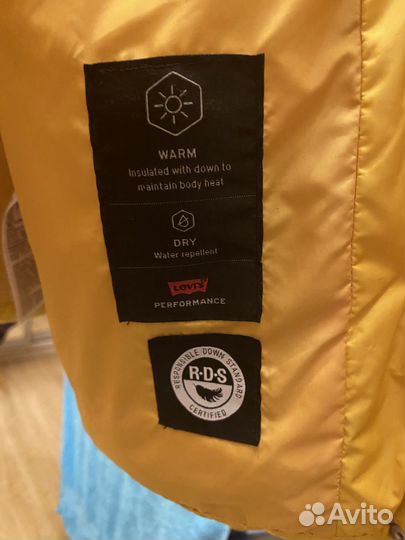 WARM
Insulated with down to
maintain body heat
DRY
Water repellent
Levi's
PERFORMANCE
RESPONSIBLE DOWN STANDARD
R·D·S
CERTIFIED
Avito